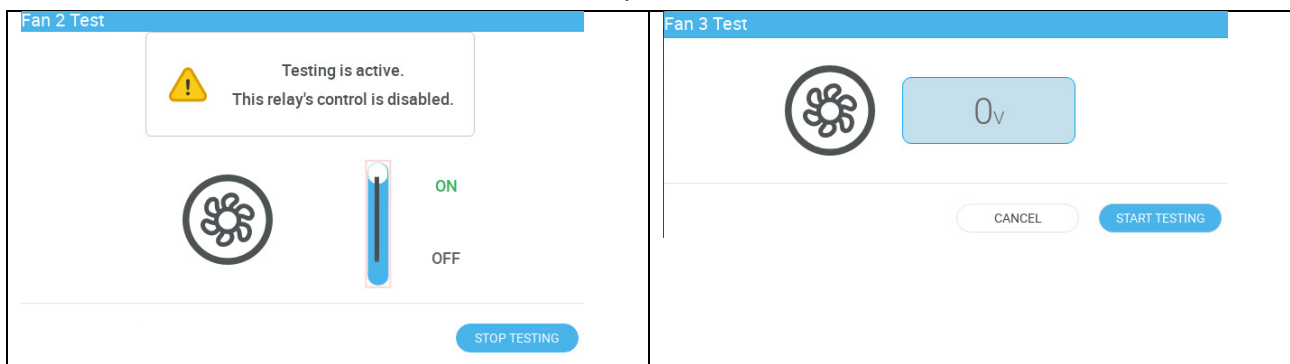 Fan 2 Test
Testing is active.
This relay's control is disabled.
ON
OFF
STOP TESTING
Fan 3 Test
0V
CANCEL
START TESTING